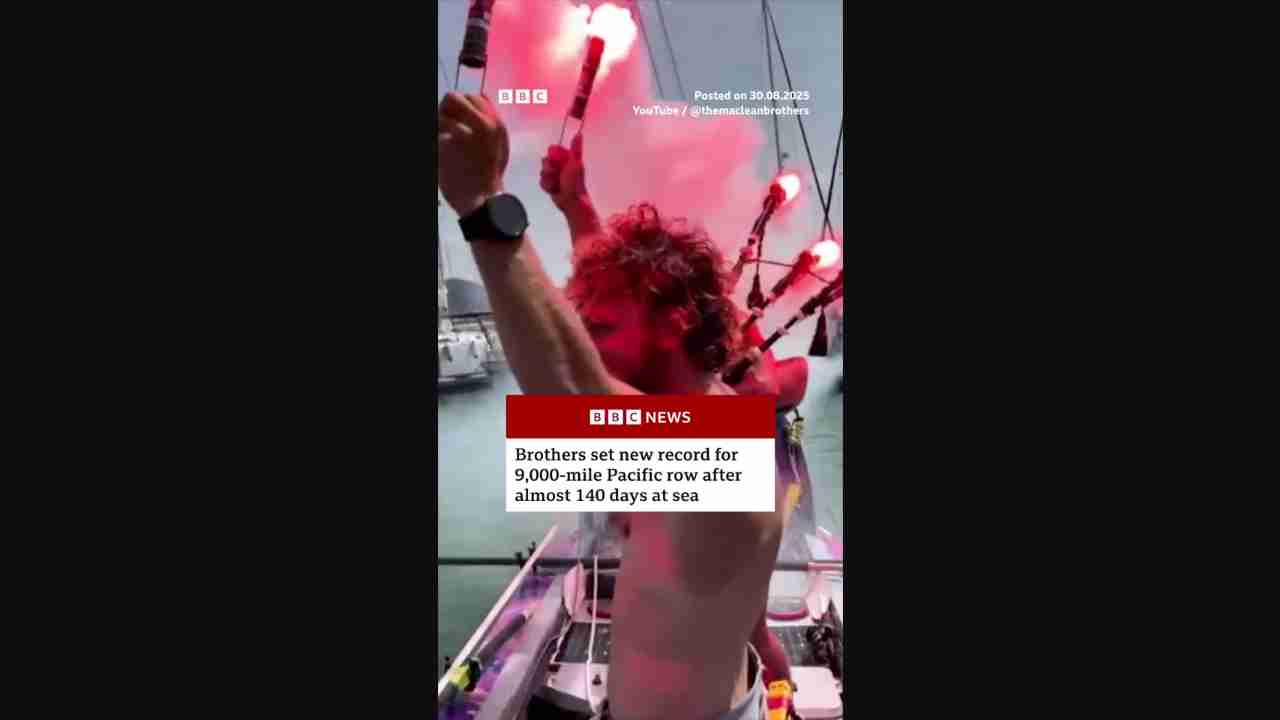 BBC
Posted on 30.08.2025
YouTube / @themacleanbrothers
BBC NEWS
Brothers set new record for
9,000-mile Pacific row after
almost 140 days at sea